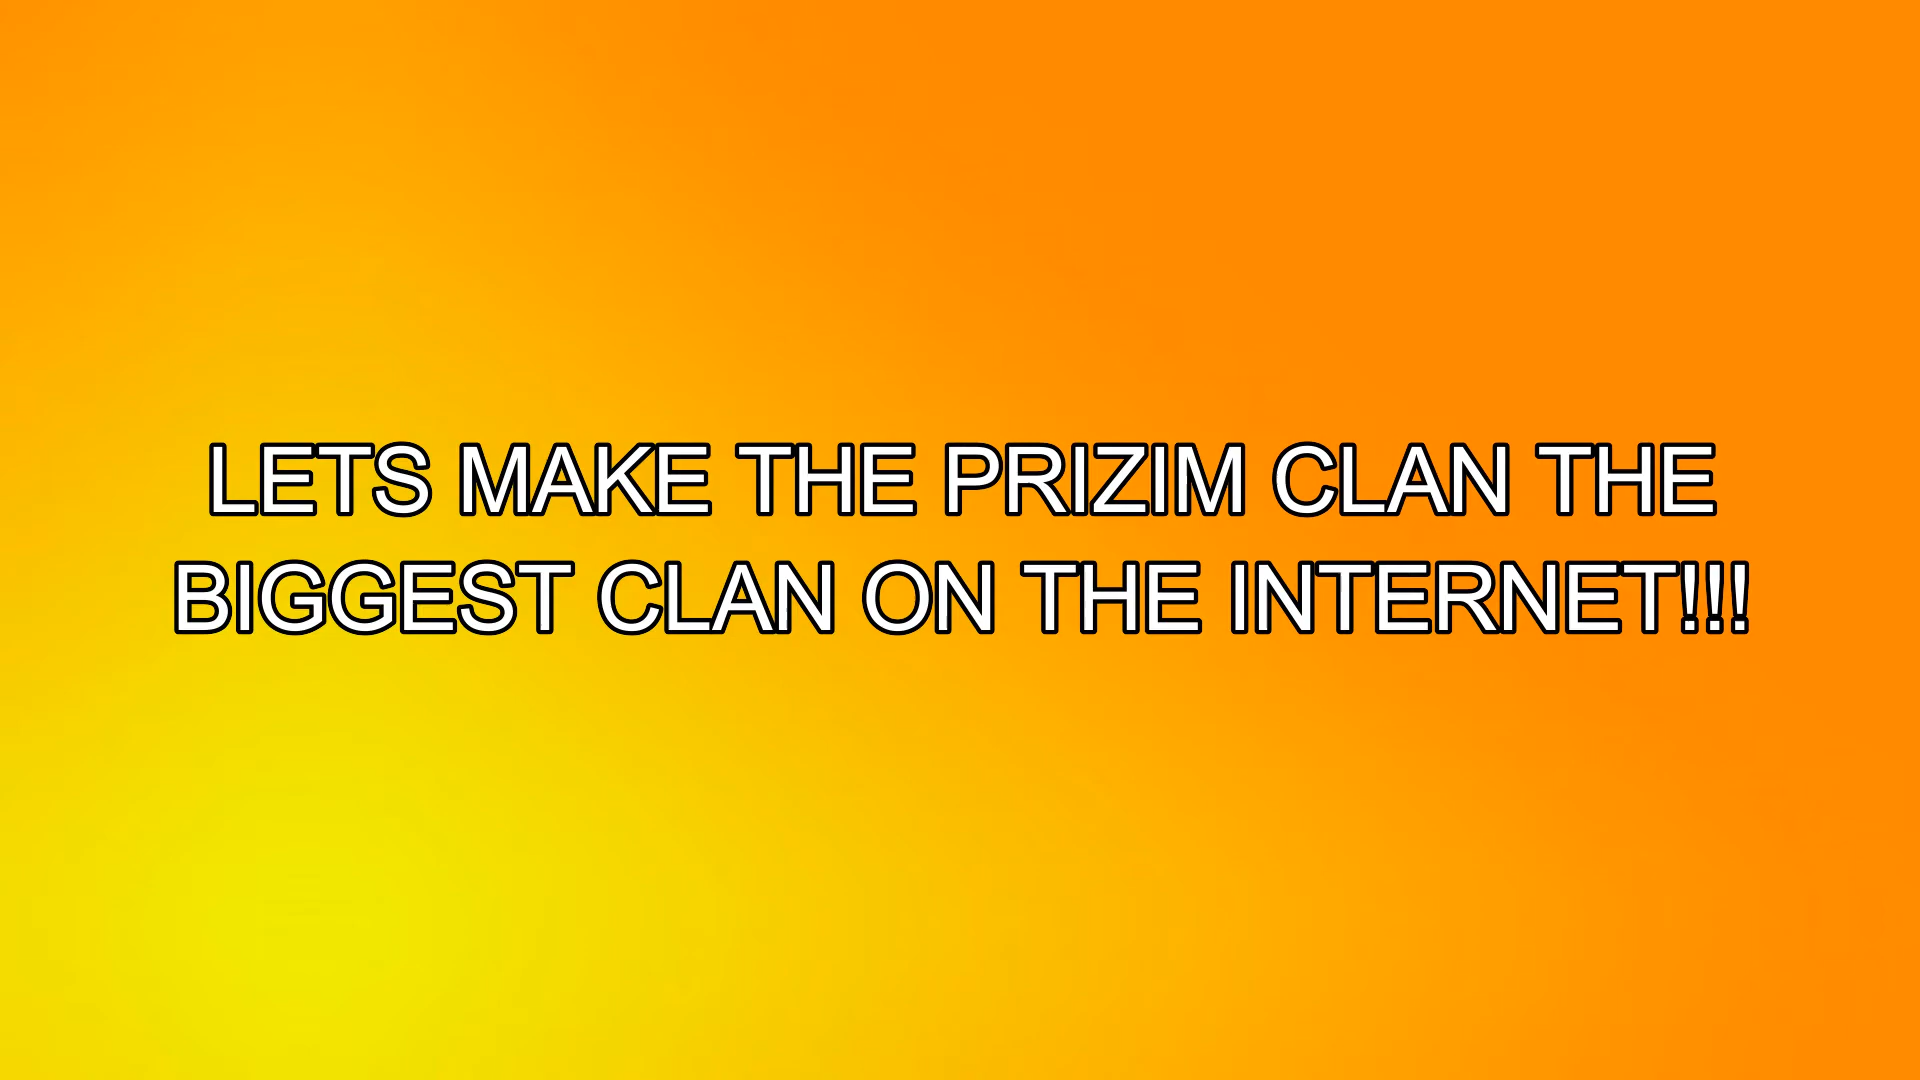 LETS MAKE THE PRIZIM CLAN THE
BIGGEST CLAN ON THE INTERNET!!!